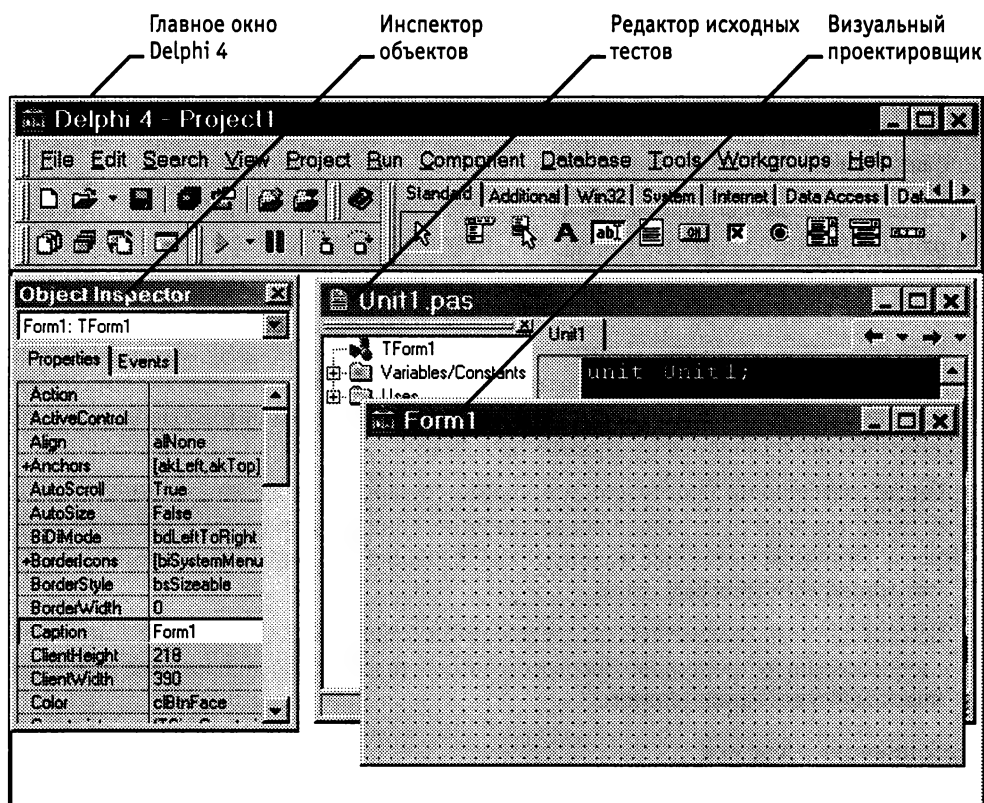 Главное окно
Delphi 4
Инспектор
объектов
Редактор исходных
тестов
Визуальный
проектировщик
Delphi 4 - Project1
File Edit Search View Project Run Component Database Tools Workgroups Help
Standard Additional Win32 System Internet Data Access Dat
A ab OK
Object Inspector
Form1: TForm1
Properties Events
Action
ActiveControl
Align alNone
+Anchors [akLeft,akTop]
AutoScroll True
AutoSize False
BiDiMode bdLeftToRight
+BorderIcons [biSystemMenu
BorderStyle bsSizeable
BorderWidth 0
Caption Form1
ClientHeight 218
ClientWidth 390
Color clBtnFace
Unit1.pas
Unit1
TForm1
Variables/Constants
Uses
unit Unit1;
Form1